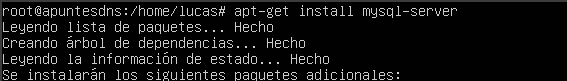 root@apuntesdns:/home/lucas# apt-get install mysql-server
Leyendo lista de paquetes... Hecho
Creando árbol de dependencias... Hecho
Leyendo la información de estado... Hecho
Se instalarán los siguientes paquetes adicionales: